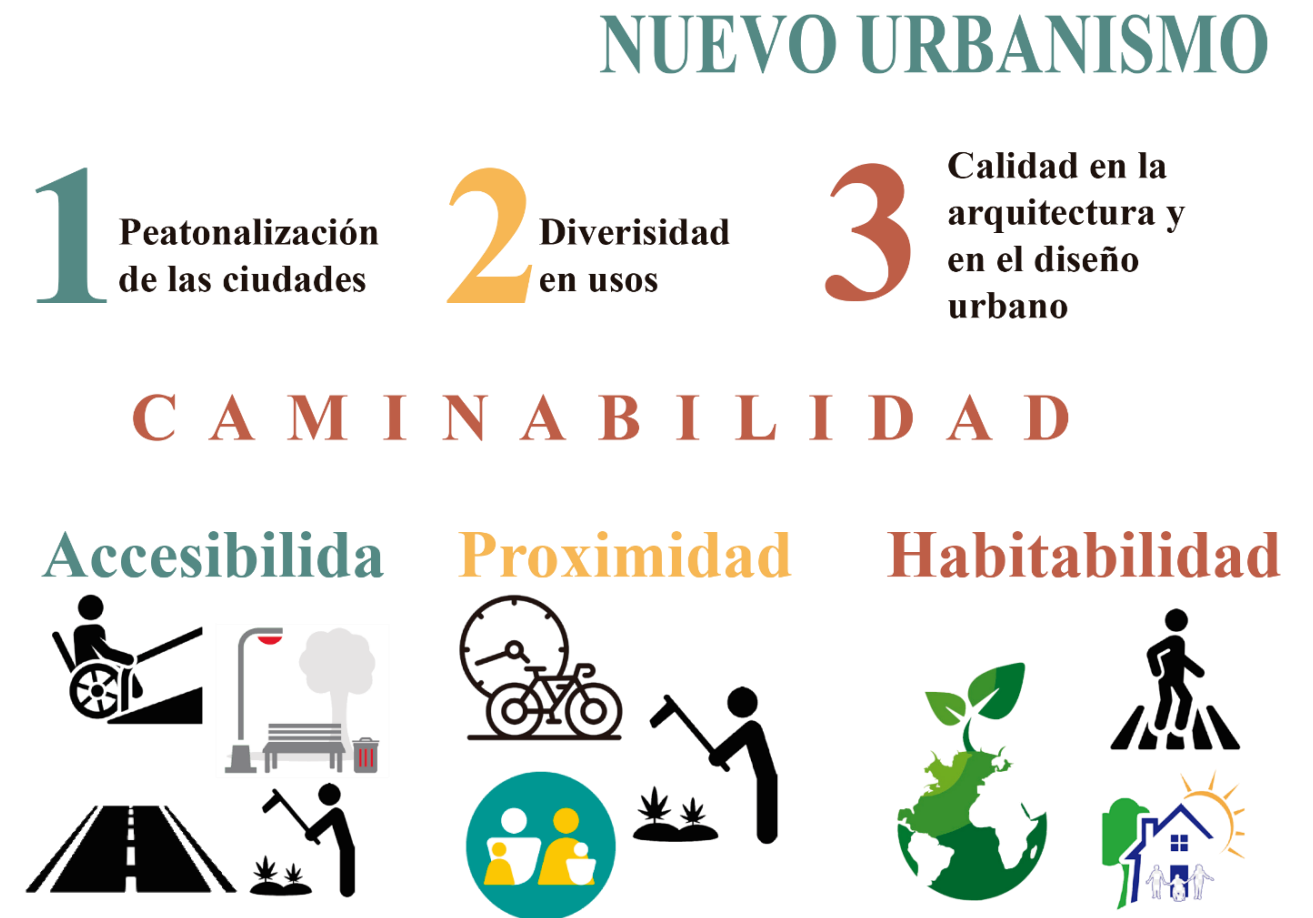 NUEVO URBANISMO
1
Peatonalización
de las ciudades
2
Diverisidad
en usos
3
Calidad en la
arquitectura y
en el diseño
urbano
CAMINABILIDAD
Accesibilida
Proximidad
Habitabilidad